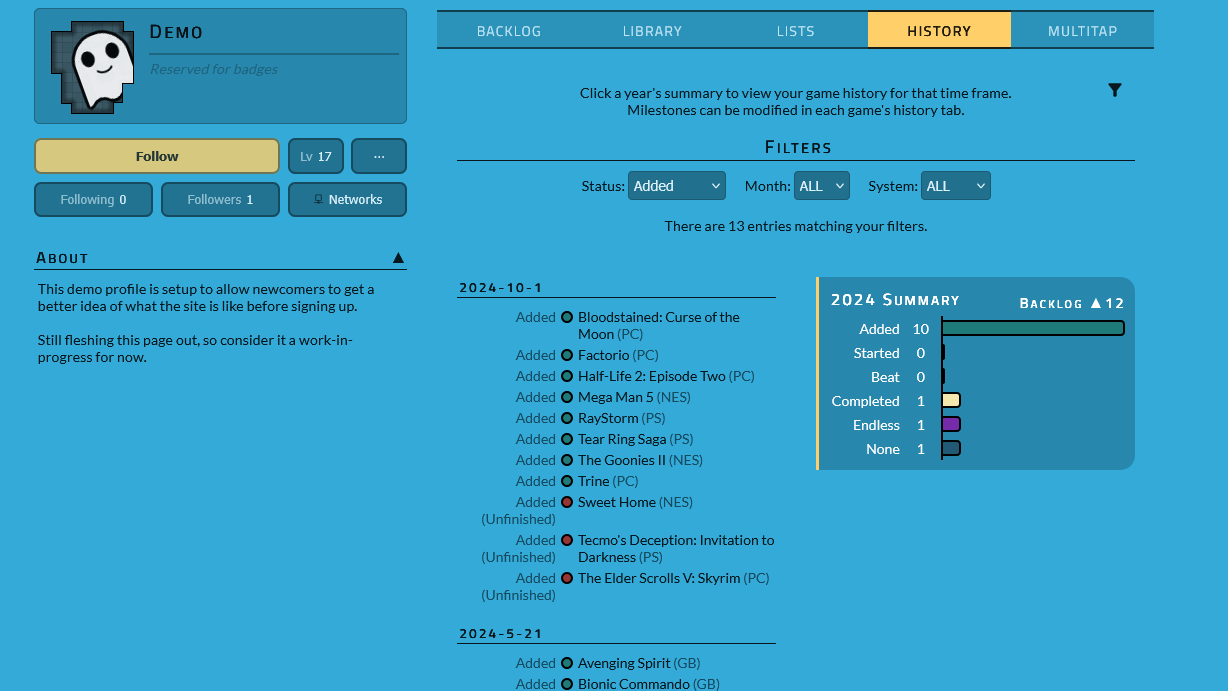 Demo
Reserved for badges
Follow
Lv 17
...
Following 0
Followers 1
Networks
About ▲
This demo profile is setup to allow newcomers to get a
better idea of what the site is like before signing up.
Still fleshing this page out, so consider it a work-in-
progress for now.
BACKLOG
LIBRARY
LISTS
HISTORY
MULTITAP
Click a year's summary to view your game history for that time frame.
Milestones can be modified in each game's history tab.
Filters
Status: Added
Month: ALL
System: ALL
There are 13 entries matching your filters.
2024-10-1
Added Bloodstained: Curse of the
Moon (PC)
Added Factorio (PC)
Added Half-Life 2: Episode Two (PC)
Added Mega Man 5 (NES)
Added RayStorm (PS)
Added Tear Ring Saga (PS)
Added The Goonies II (NES)
Added Trine (PC)
Added Sweet Home (NES)
(Unfinished)
Added Tecmo's Deception: Invitation to
(Unfinished) Darkness (PS)
Added The Elder Scrolls V: Skyrim (PC)
(Unfinished)
2024-5-21
Added Avenging Spirit (GB)
Added Bionic Commando (GB)
2024 Summary
Backlog ▲12
Added 10
Started 0
Beat 0
Completed 1
Endless 1
None 1